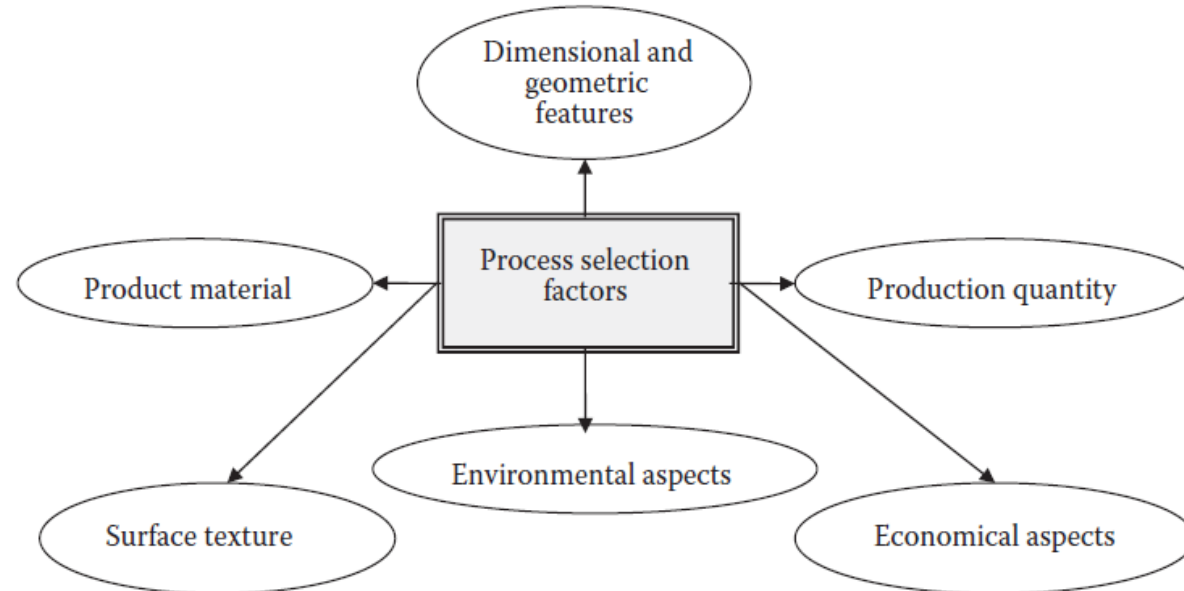 Dimensional and
geometric
features
Process selection
factors
Product material
Production quantity
Environmental aspects
Surface texture
Economical aspects